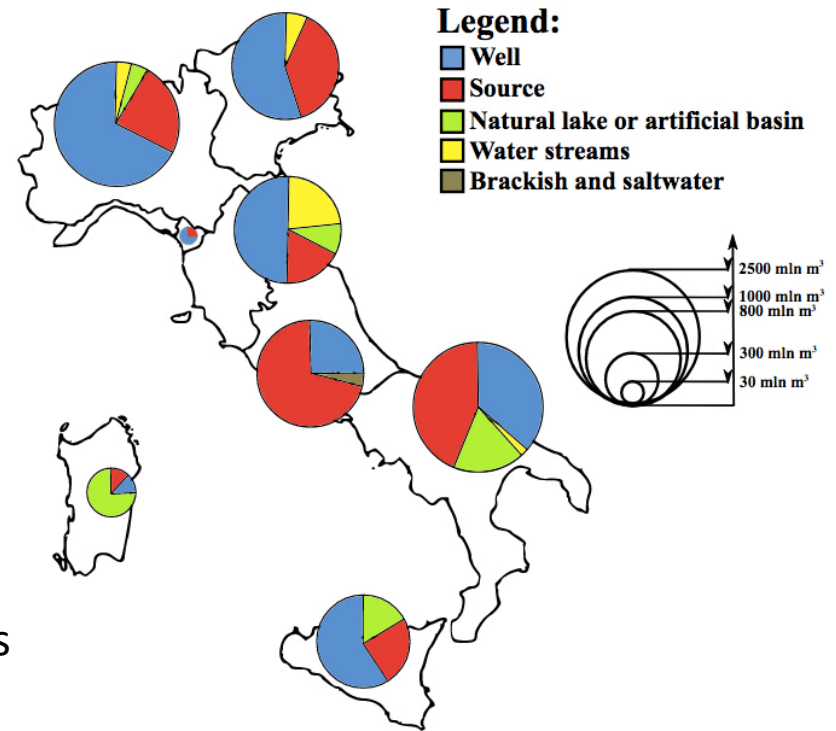 Legend:
Well
Source
Natural lake or artificial basin
Water streams
Brackish and saltwater
2500 mln m³
1000 mln m³
800 mln m³
300 mln m³
30 mln m³
s